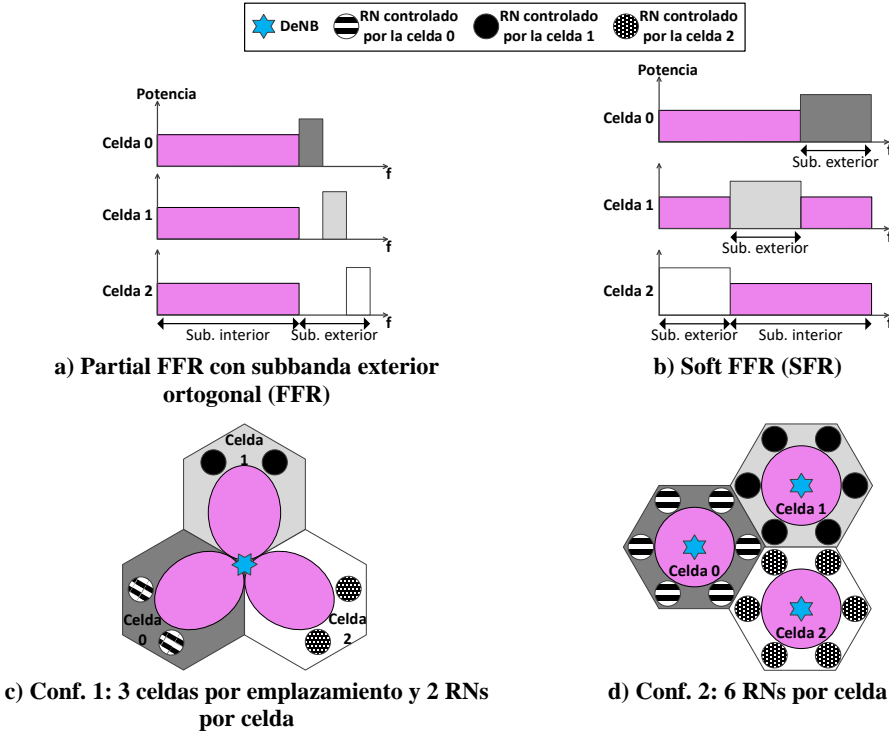 DeNB
RN controlado
por la celda 0
RN controlado
por la celda 1
RN controlado
por la celda 2
Potencia
Celda 0
f
Celda 1
f
Celda 2
f
Sub. interior
Sub. exterior
a) Partial FFR con subbanda exterior
ortogonal (FFR)
Potencia
Celda 0
f
Sub. exterior
Celda 1
f
Sub. exterior
Celda 2
f
Sub. exterior
Sub. interior
b) Soft FFR (SFR)
Celda
1
Celda
0
Celda
2
c) Conf. 1: 3 celdas por emplazamiento y 2 RNs
por celda
Celda 1
Celda 0
Celda 2
d) Conf. 2: 6 RNs por celda